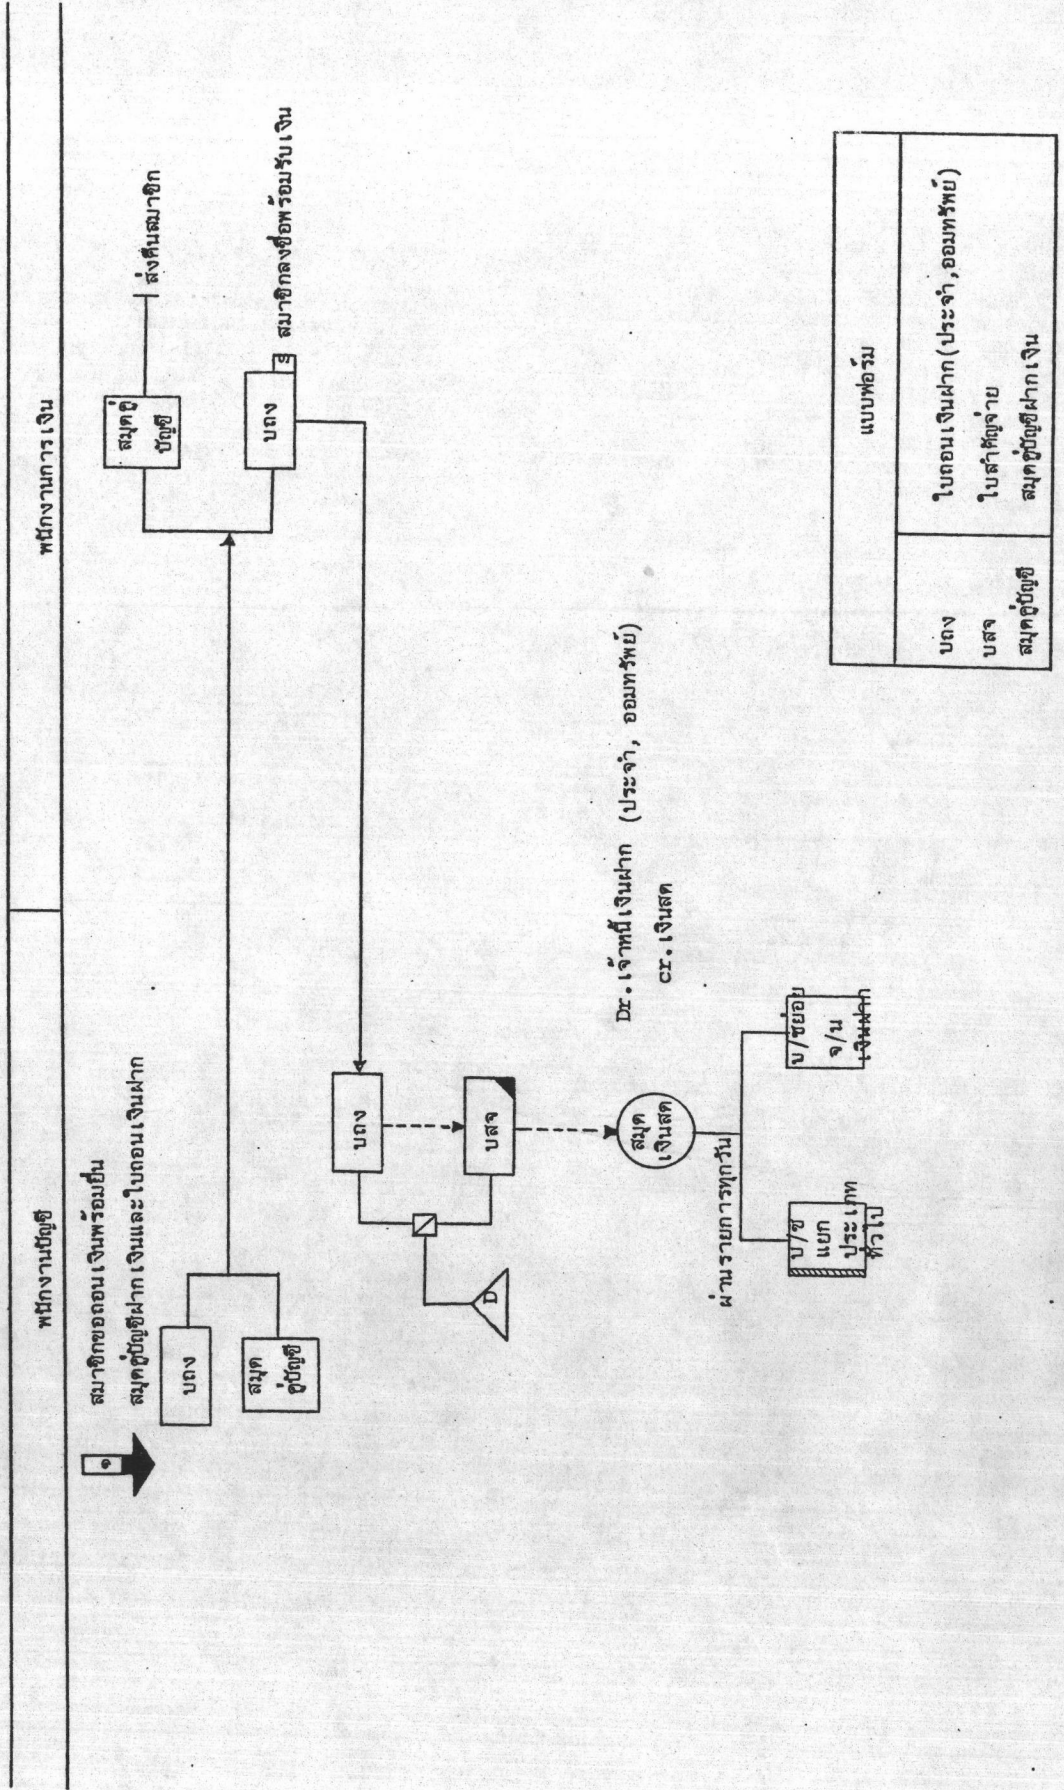 พนักงานบัญชี
พนักงานการเงิน
๑
สมาชิกขอถอนเงินพร้อมยื่น
สมุดคู่บัญชีฝากเงินและใบถอนเงินฝาก
บถง
สมุด
คู่บัญชี
สมุดคู่
บัญชี
ส่งคืนสมาชิก
บถง
S
สมาชิกลงชื่อพร้อมรับเงิน
บถง
บสจ
D
สมุด
เงินสด
Dr.เจ้าหนี้เงินฝาก (ประจำ, ออมทรัพย์)
cr.เงินสด
ผ่านรายการทุกวัน
บ/ช
แยก
ประเภท
ทั่วไป
บ/ชย่อย
จ/น
เงินฝาก
แบบฟอร์ม
บถง ใบถอนเงินฝาก(ประจำ,ออมทรัพย์)
บสจ ใบสำคัญจ่าย
สมุดคู่บัญชี สมุดคู่บัญชีฝากเงิน